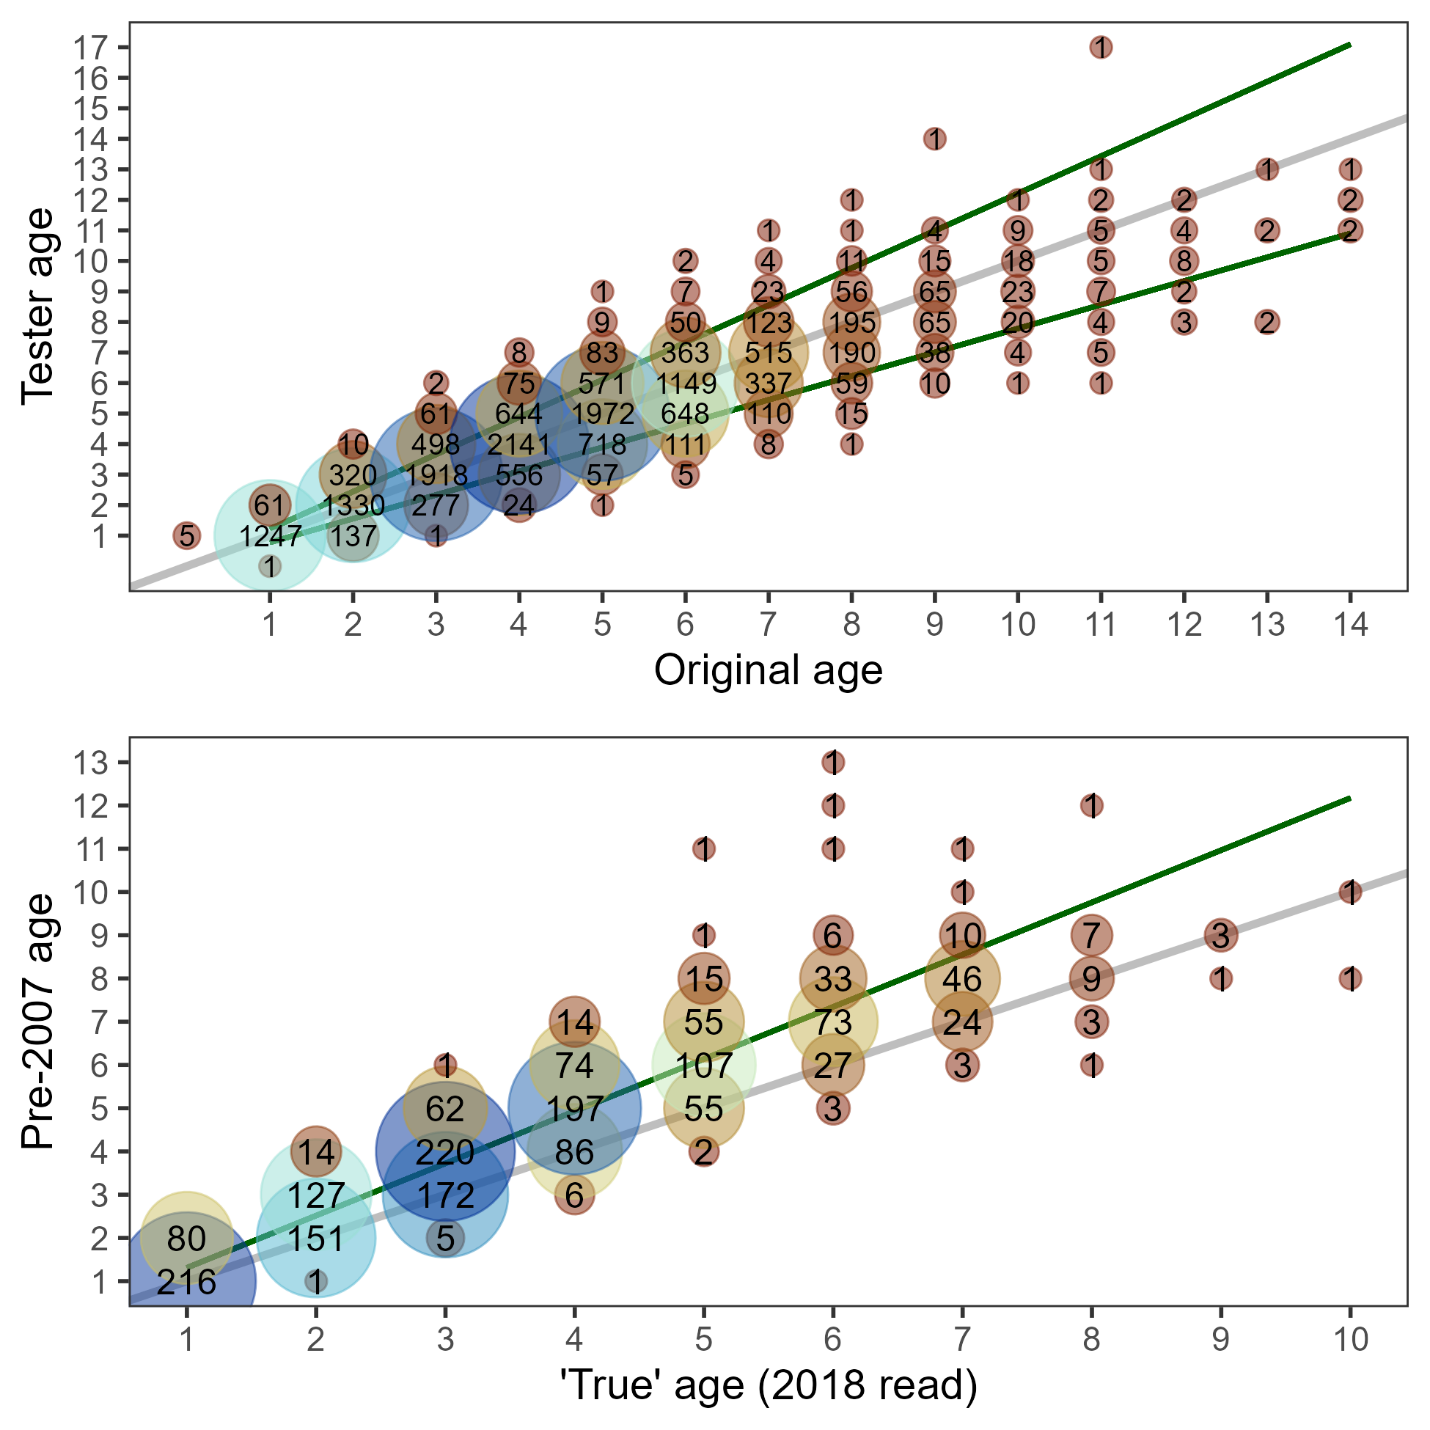 17 1
16
15
14 1
13 1 1 1
12 1 1 2 2 2
11 1 1 4 9 5 4 2 2
10 2 4 11 15 18 5 8
9 1 7 23 56 65 23 7 2
8 9 50 123 195 65 20 4 3 2
7 8 83 363 515 190 38 4 5
6 2 75 571 1149 337 59 10 1 1
5 61 644 1972 648 110 15
4 10 498 2141 718 111 8 1
3 320 1918 556 57 5
2 61 1330 277 24 1
1 5 1247 137 1
1
1 2 3 4 5 6 7 8 9 10 11 12 13 14
Tester age
Original age
13 1
12 1 1
11 1 1 1
10 1 1
9 1 6 10 7 3
8 15 33 46 9 1 1
7 14 55 73 24 3
6 1 74 107 27 3 1
5 62 197 55 3
4 14 220 86 2
3 127 172 6
2 80 151 5
1 216 1
1 2 3 4 5 6 7 8 9 10
Pre-2007 age
'True' age (2018 read)